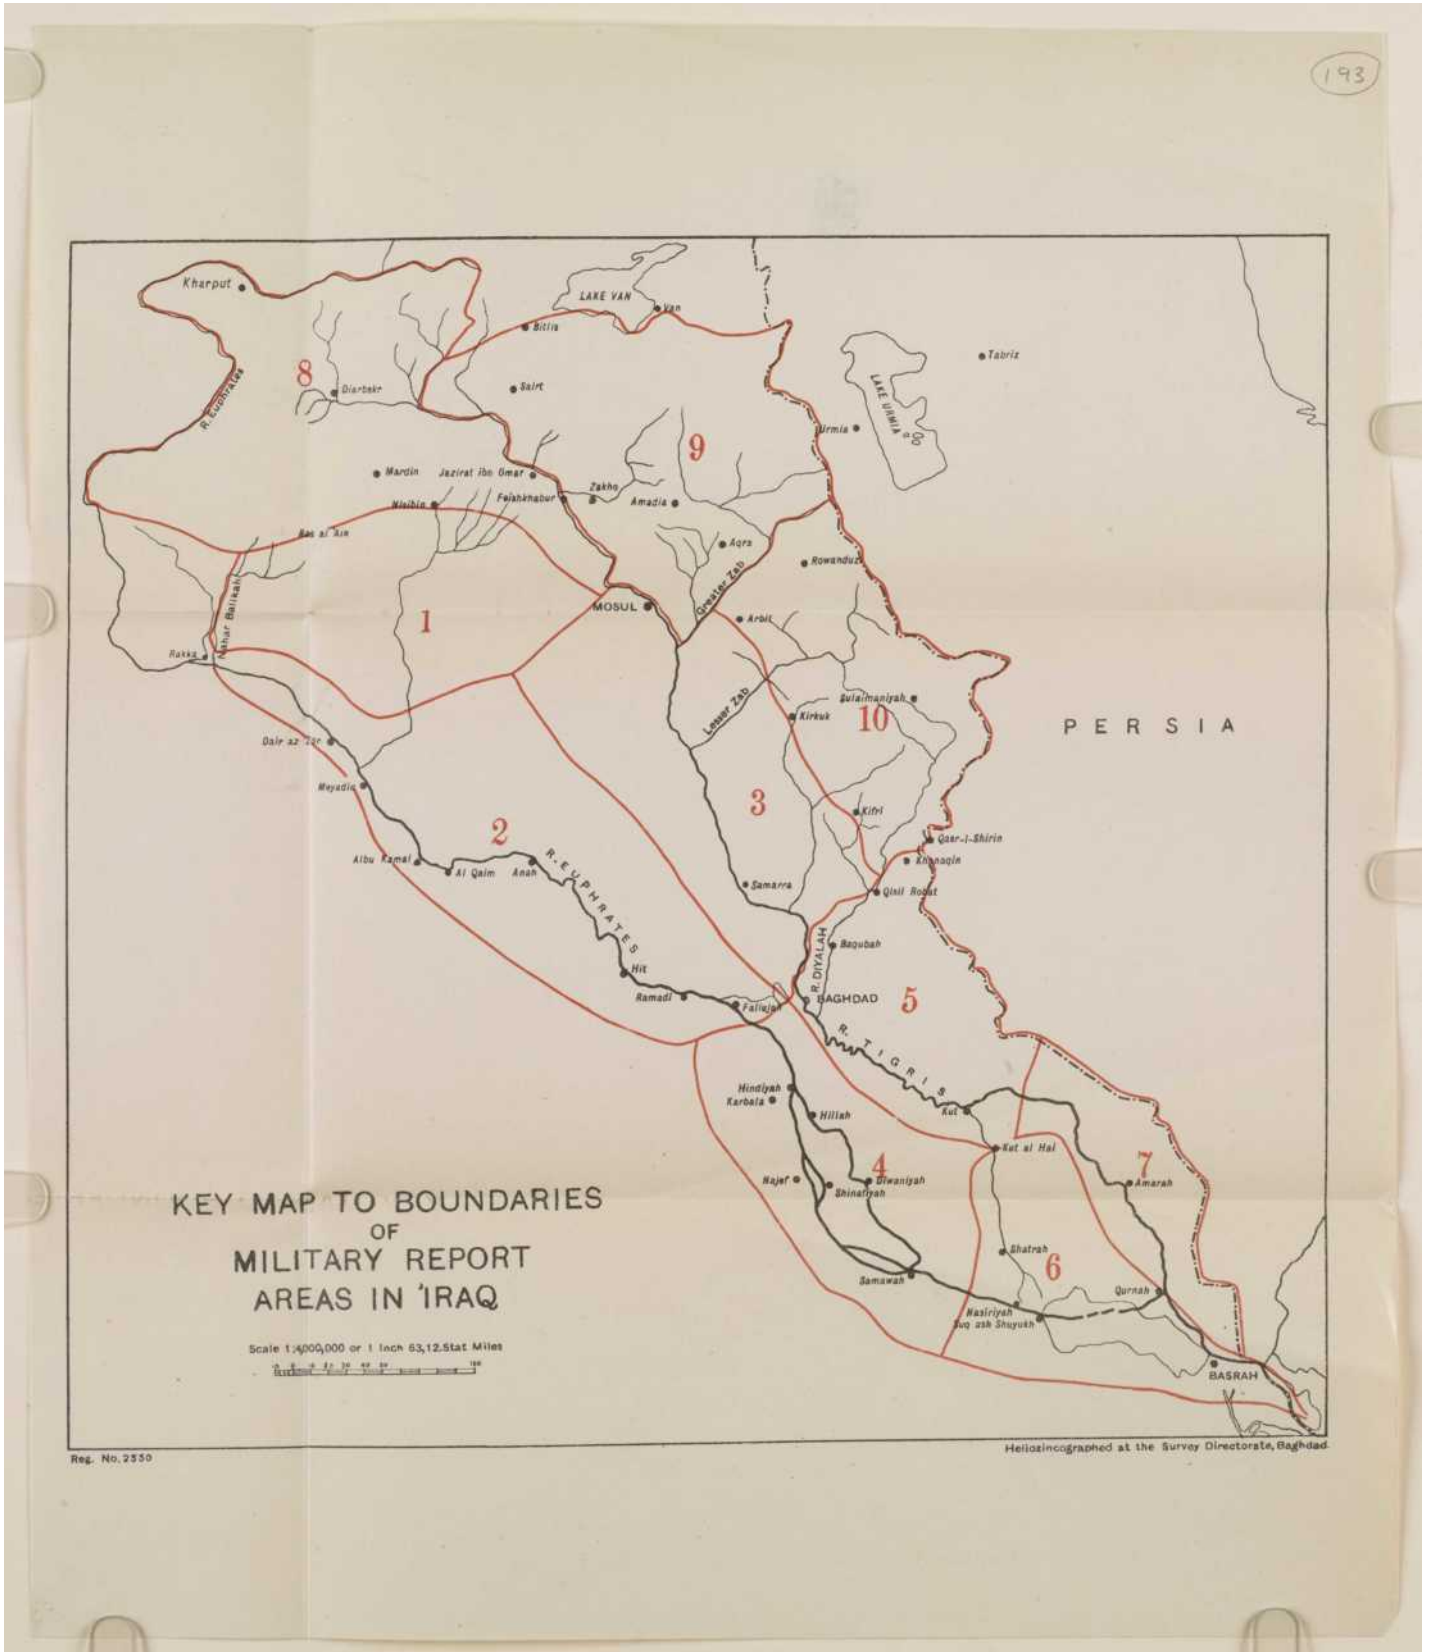 193
Kharput
LAKE VAN
Van
Bitlis
Tabriz
8
R. Euphrates
Diarbekr
Sairt
LAKE URMIA
Urmia
9
Mardin
Jazirat ibn Omar
Nisibin
Feishkhabur
Zakho
Amadia
Ras al Ain
Aqra
Rowanduz
Nahar Balikah
1
MOSUL
Greater Zab
Arbil
Rakka
Lesser Zab
Sulaimaniyah
Kirkuk
10
PERSIA
Dair az Zor
Meyadin
3
Kifri
2
R. EUPHRATES
Qasr-I-Shirin
Albu Kamal
Al Qaim
Anah
Khanaqin
Samarra
Qizil Robat
R. DIYALAH
Baqubah
Hit
Ramadi
Falluja
BAGHDAD
5
R. TIGRIS
Hindiyah
Karbala
Hillah
Kut
Kut al Hai
Najef
4
Diwaniyah
Shinafiyah
7
Amarah
KEY MAP TO BOUNDARIES
OF
MILITARY REPORT
AREAS IN 'IRAQ
Shatrah
6
Samawah
Qurnah
Nasiriyah
Suq ash Shuyukh
Scale 1:4,000,000 or 1 Inch 63,12.Stat Miles
BASRAH
Reg. No. 2550
Heliozincographed at the Survey Directorate, Baghdad.